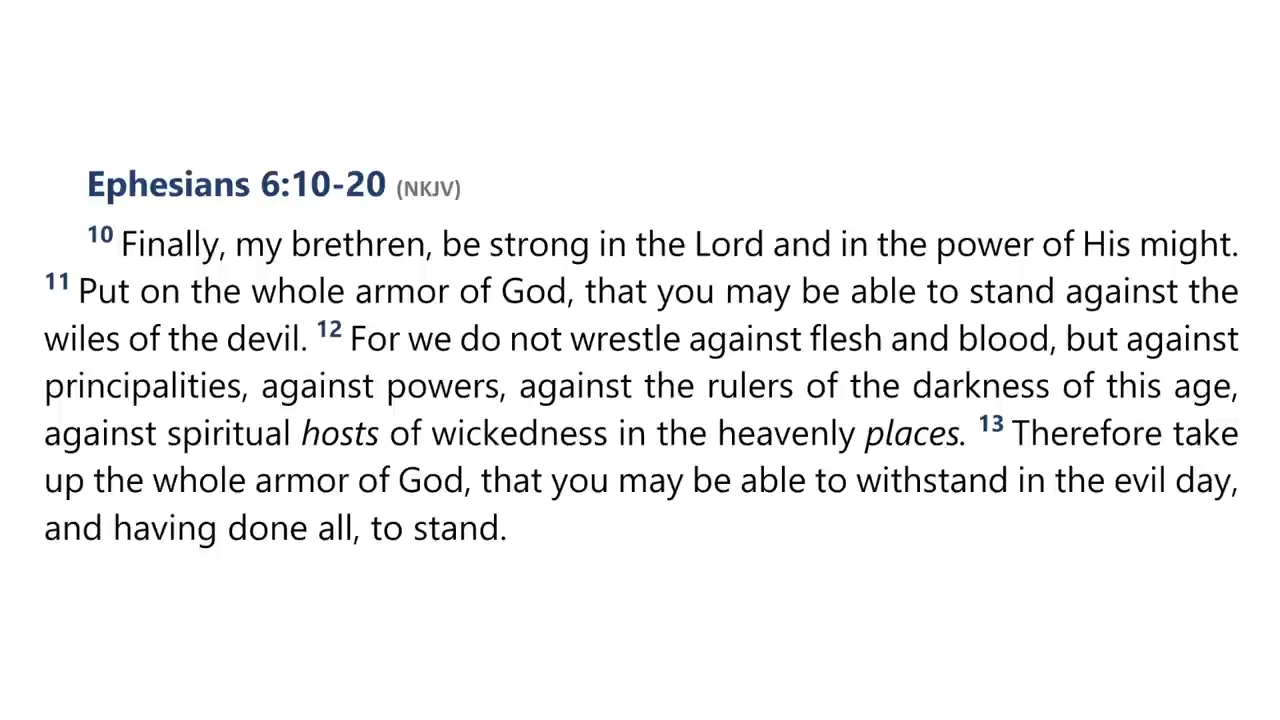 Ephesians 6:10-20 (NKJV)
10 Finally, my brethren, be strong in the Lord and in the power of His might.
11 Put on the whole armor of God, that you may be able to stand against the
wiles of the devil. 12 For we do not wrestle against flesh and blood, but against
principalities, against powers, against the rulers of the darkness of this age,
against spiritual hosts of wickedness in the heavenly places. 13 Therefore take
up the whole armor of God, that you may be able to withstand in the evil day,
and having done all, to stand.